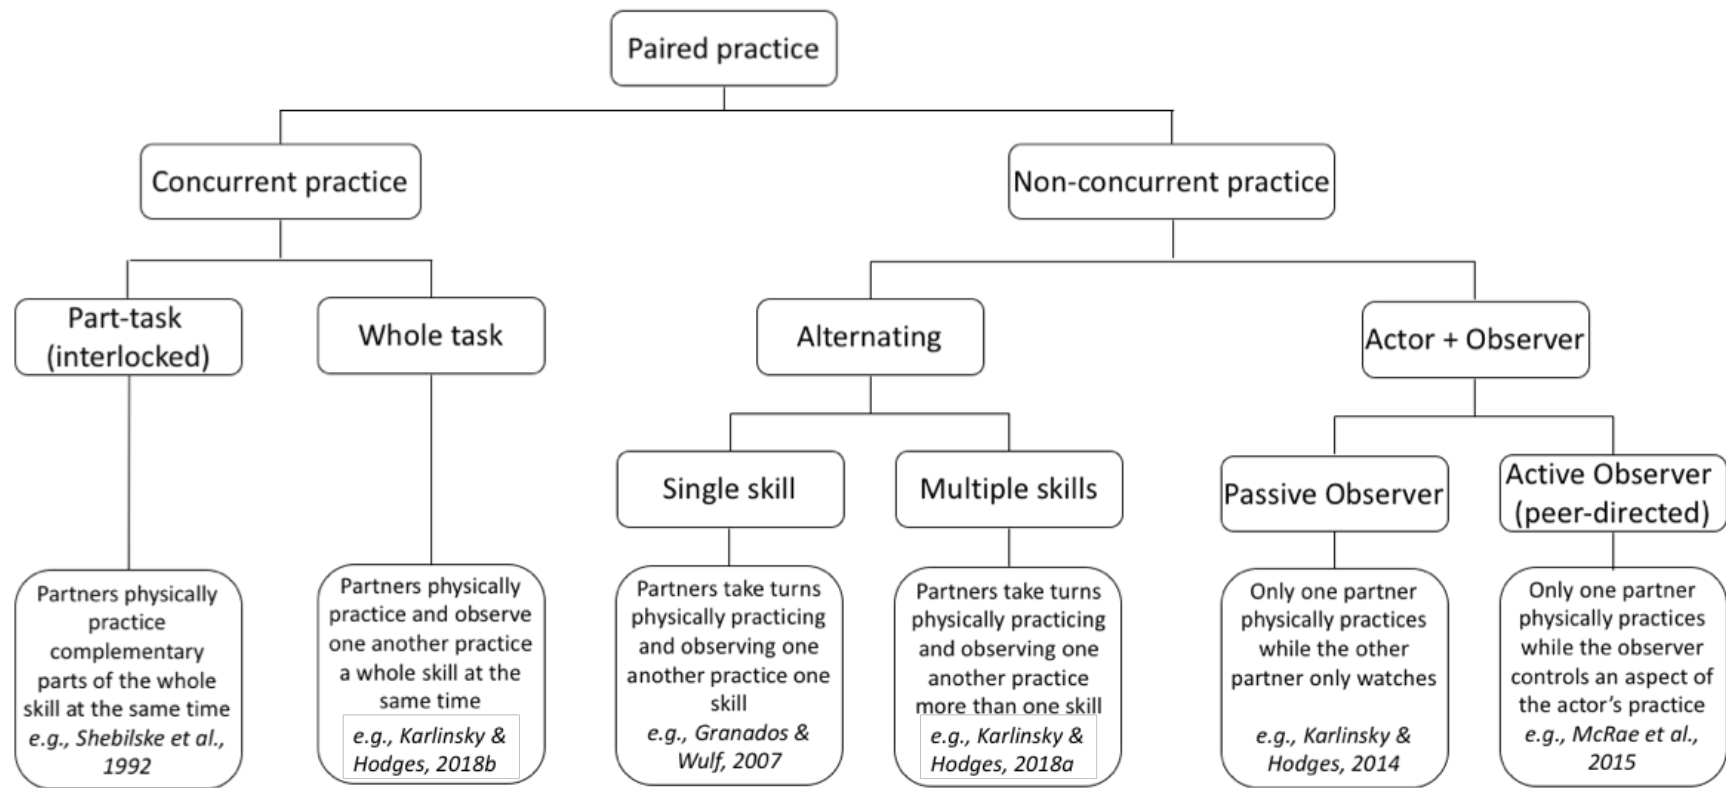 Paired practice
Concurrent practice
Non-concurrent practice
Part-task
(interlocked)
Whole task
Alternating
Actor + Observer
Single skill
Multiple skills
Passive Observer
Active Observer
(peer-directed)
Partners physically
practice
complementary
parts of the whole
skill at the same time
e.g., Shebilske et al.,
1992
Partners physically
practice and observe
one another practice
a whole skill at the
same time
e.g., Karlinsky &
Hodges, 2018b
Partners take turns
physically practicing
and observing one
another practice one
skill
e.g., Granados &
Wulf, 2007
Partners take turns
physically practicing
and observing one
another practice
more than one skill
e.g., Karlinsky &
Hodges, 2018a
Only one partner
physically practices
while the other
partner only watches
e.g., Karlinsky &
Hodges, 2014
Only one partner
physically practices
while the observer
controls an aspect of
the actor’s practice
e.g., McRae et al.,
2015